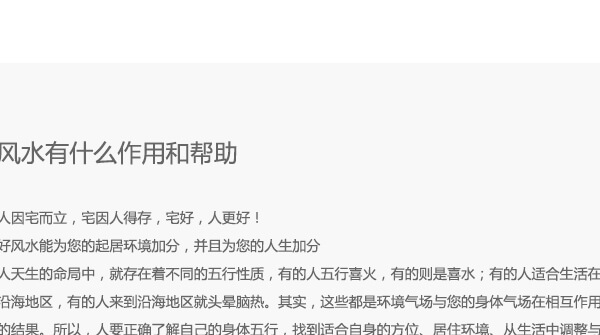 风水有什么作用和帮助
人因宅而立，宅因人得存，宅好，人更好！
好风水能为您的起居环境加分，并且为您的人生加分
人天生的命局中，就存在着不同的五行性质，有的人五行喜火，有的则是喜水；有的人适合生活在
沿海地区，有的人来到沿海地区就头晕脑热。其实，这些都是环境气场与您的身体气场在相互作用
的结果。所以，人要正确了解自己的身体五行，找到适合自身的方位、居住环境、从生活中调整与